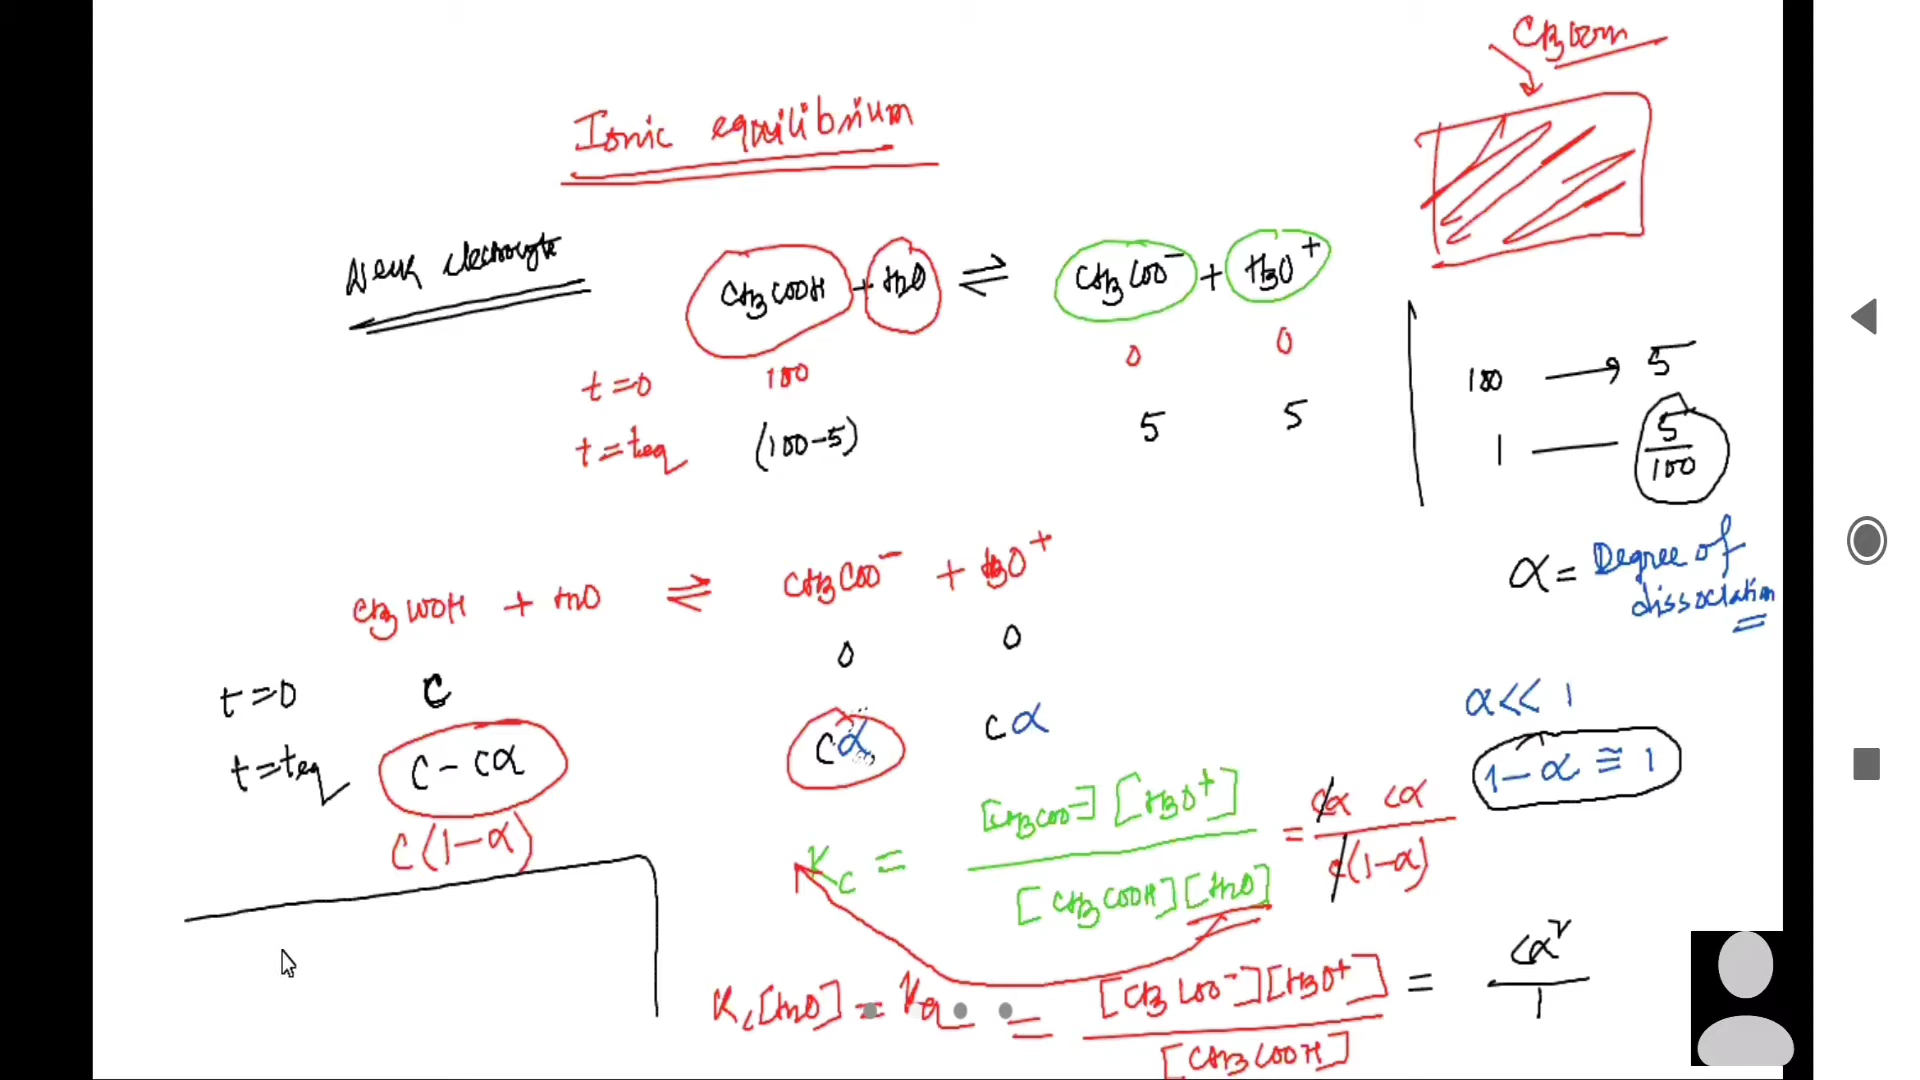 CH3COOH
Ionic equilibrium
Weak electrolyte
CH3COOH + H2O ⇌ CH3COO⁻ + H3O⁺
t=0 100 0 0
t=teq (100-5) 5 5
100 → 5
1 — 5/100
α = Degree of dissociation
CH3COOH + H2O ⇌ CH3COO⁻ + H3O⁺
t=0 C 0 0
t=teq C-Cα Cα Cα
C(1-α)
α<< 1
1-α ≅ 1
Kc = [CH3COO⁻][H3O⁺] / [CH3COOH][H2O] = Cα Cα / C(1-α)
Kc[H2O] = Ka = [CH3COO⁻][H3O⁺] / [CH3COOH] = Cα² / 1